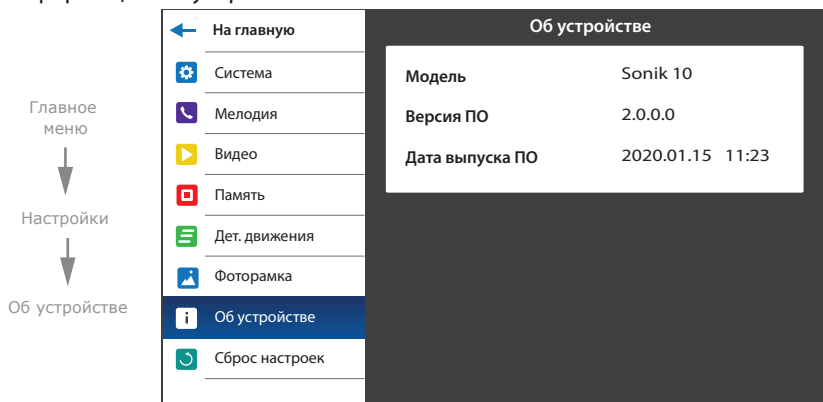 Главное
меню
Настройки
Об устройстве
На главную
Система
Мелодия
Видео
Память
Дет. движения
Фоторамка
Об устройстве
Сброс настроек
Об устройстве
Модель Sonik 10
Версия ПО 2.0.0.0
Дата выпуска ПО 2020.01.15 11:23